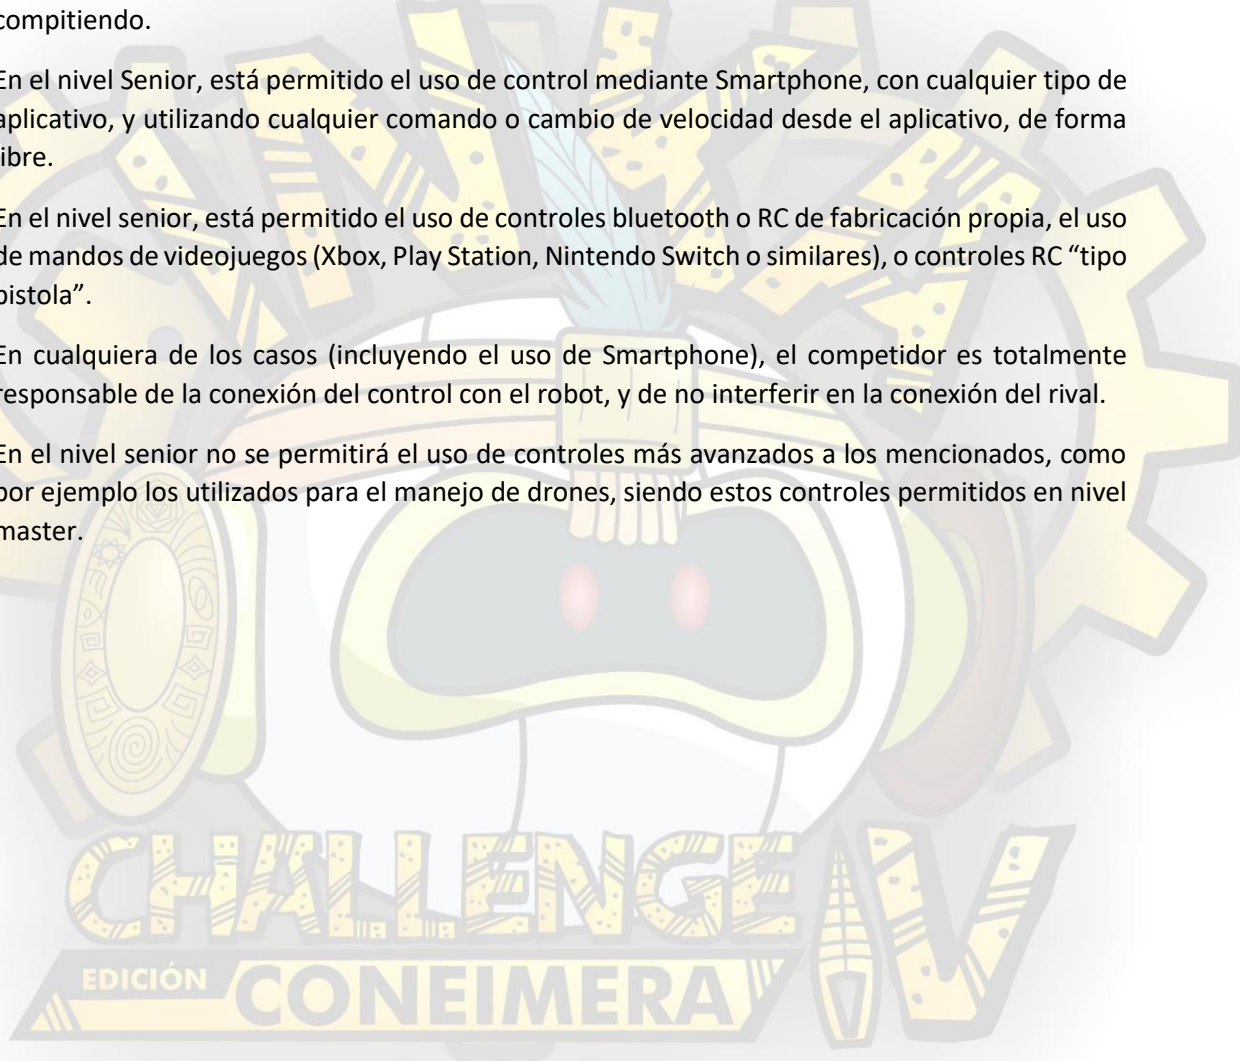 compitiendo.
En el nivel Senior, está permitido el uso de control mediante Smartphone, con cualquier tipo de
aplicativo, y utilizando cualquier comando o cambio de velocidad desde el aplicativo, de forma
libre.
En el nivel senior, está permitido el uso de controles bluetooth o RC de fabricación propia, el uso
de mandos de videojuegos (Xbox, Play Station, Nintendo Switch o similares), o controles RC “tipo
pistola”.
En cualquiera de los casos (incluyendo el uso de Smartphone), el competidor es totalmente
responsable de la conexión del control con el robot, y de no interferir en la conexión del rival.
En el nivel senior no se permitirá el uso de controles más avanzados a los mencionados, como
por ejemplo los utilizados para el manejo de drones, siendo estos controles permitidos en nivel
master.
CHALLENGE IV
EDICIÓN CONEIMERA